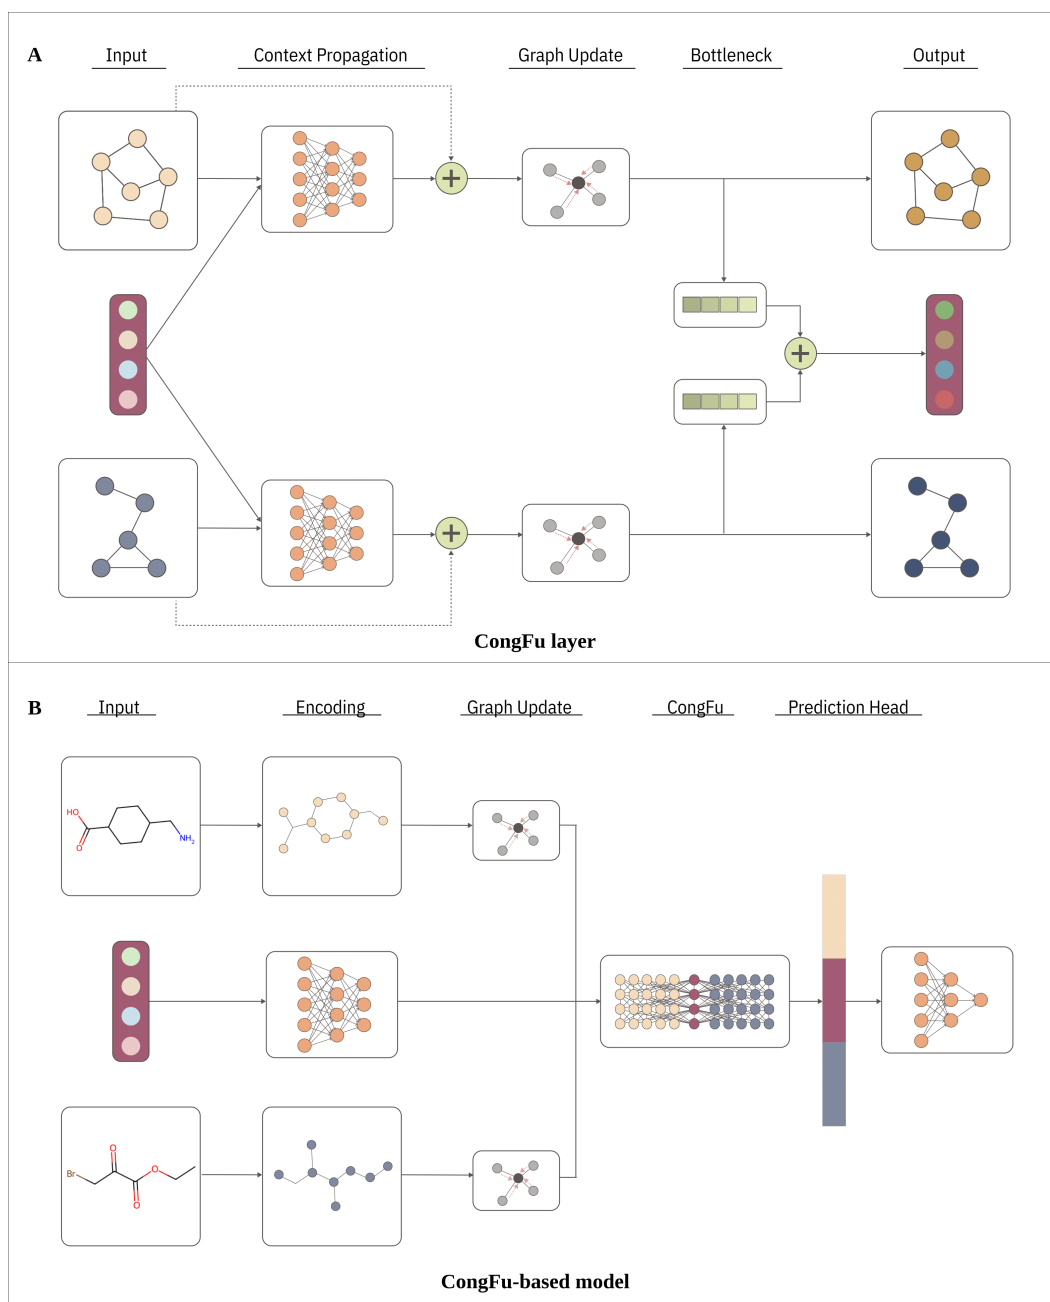 A Input Context Propagation Graph Update Bottleneck Output
CongFu layer
B Input Encoding Graph Update CongFu Prediction Head
HO
O
NH2
Br
O
O
O
CongFu-based model